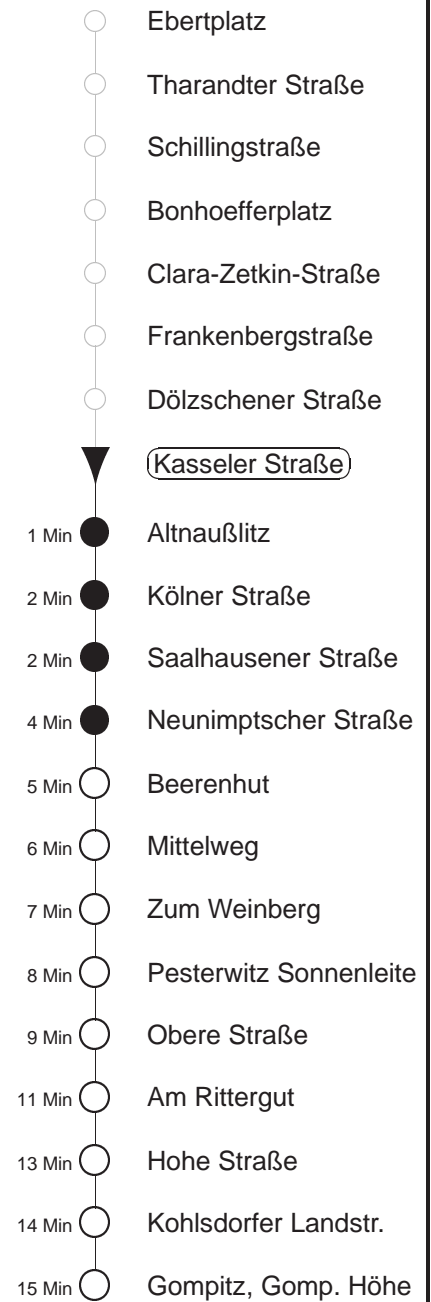 Ebertplatz
Tharandter Straße
Schillingstraße
Bonhoefferplatz
Clara-Zetkin-Straße
Frankenbergstraße
Dölzschener Straße
Kasseler Straße
1 Min Altnaußlitz
2 Min Kölner Straße
2 Min Saalhausener Straße
4 Min Neunimptscher Straße
5 Min Beerenhut
6 Min Mittelweg
7 Min Zum Weinberg
8 Min Pesterwitz Sonnenleite
9 Min Obere Straße
11 Min Am Rittergut
13 Min Hohe Straße
14 Min Kohlsdorfer Landstr.
15 Min Gompitz, Gomp. Höhe